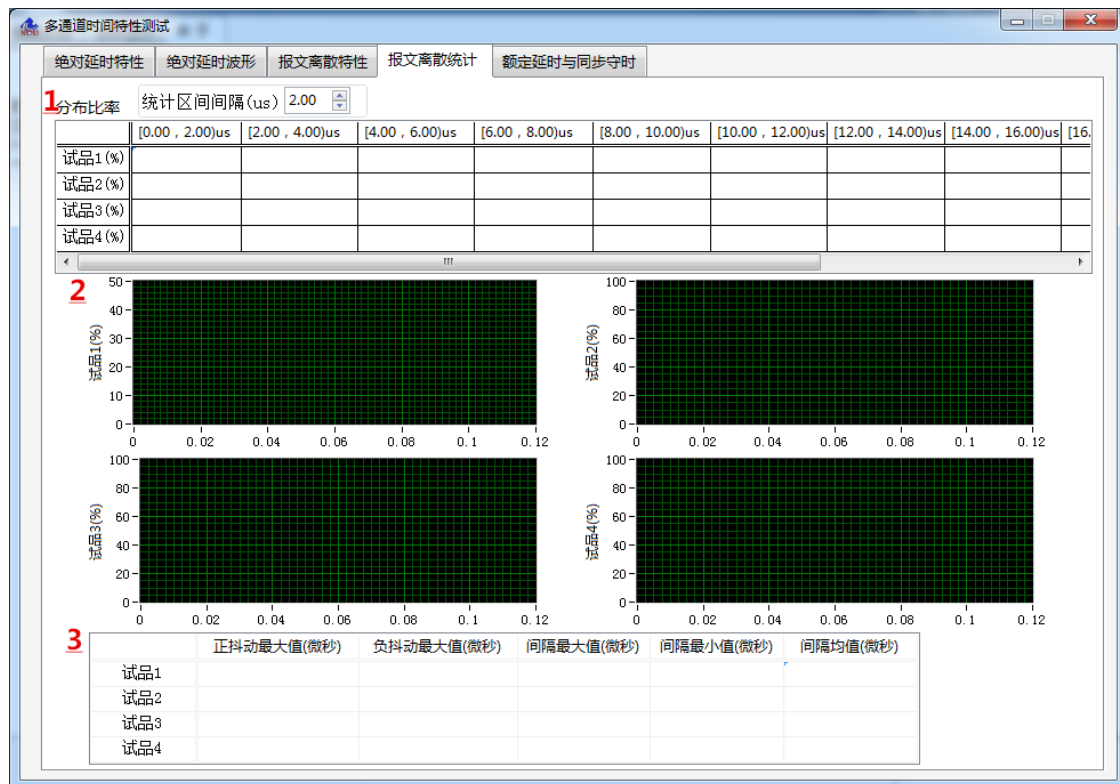 多通道时间特性测试
绝对延时特性 绝对延时波形 报文离散特性 报文离散统计 额定延时与同步守时
1 分布比率 统计区间间隔(us) 2.00
[0.00 , 2.00)us [2.00 , 4.00)us [4.00 , 6.00)us [6.00 , 8.00)us [8.00 , 10.00)us [10.00 , 12.00)us [12.00 , 14.00)us [14.00 , 16.00)us [16.
试品1(%)
试品2(%)
试品3(%)
试品4(%)
2
试品1(%)
50
40
30
20
10
0
0 0.02 0.04 0.06 0.08 0.1 0.12
试品2(%)
100
80
60
40
20
0
0 0.02 0.04 0.06 0.08 0.1 0.12
试品3(%)
100
80
60
40
20
0
0 0.02 0.04 0.06 0.08 0.1 0.12
试品4(%)
100
80
60
40
20
0
0 0.02 0.04 0.06 0.08 0.1 0.12
3
正抖动最大值(微秒) 负抖动最大值(微秒) 间隔最大值(微秒) 间隔最小值(微秒) 间隔均值(微秒)
试品1
试品2
试品3
试品4